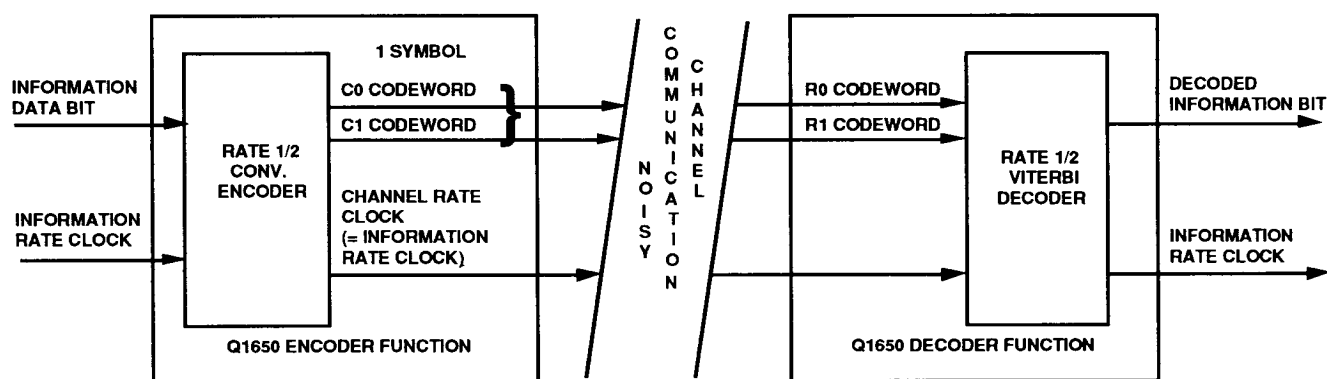 1 SYMBOL
INFORMATION
DATA BIT
C0 CODEWORD
C1 CODEWORD
RATE 1/2
CONV.
ENCODER
INFORMATION
RATE CLOCK
CHANNEL RATE
CLOCK
(= INFORMATION
RATE CLOCK)
Q1650 ENCODER FUNCTION
NOISY
COMMUNICATION
CHANNEL
R0 CODEWORD
R1 CODEWORD
RATE 1/2
VITERBI
DECODER
DECODED
INFORMATION BIT
INFORMATION
RATE CLOCK
Q1650 DECODER FUNCTION